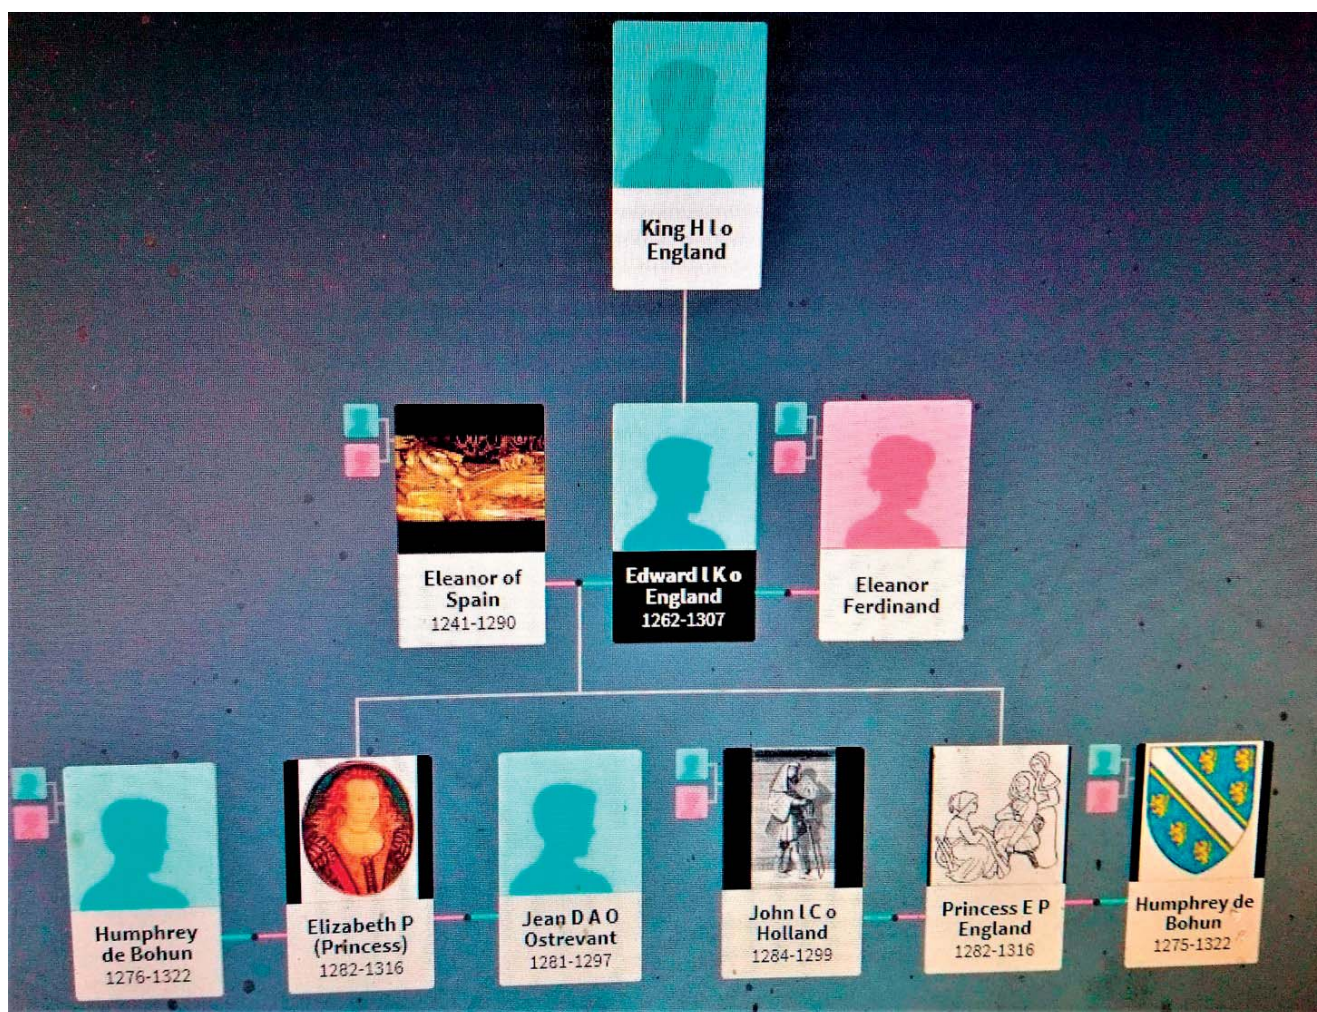 King H l o
England
Eleanor of
Spain
1241-1290
Edward l K o
England
1262-1307
Eleanor
Ferdinand
Humphrey
de Bohun
1276-1322
Elizabeth P
(Princess)
1282-1316
Jean D A O
Ostrevant
1281-1297
John l C o
Holland
1284-1299
Princess E P
England
1282-1316
Humphrey de
Bohun
1275-1322